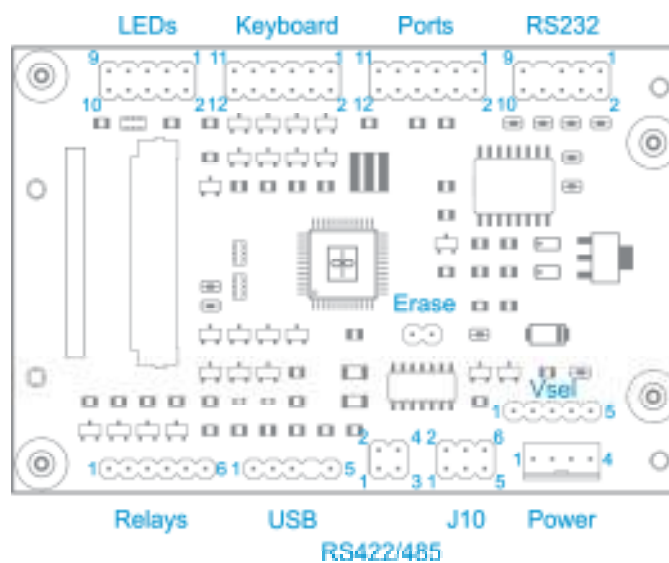 LEDs Keyboard Ports RS232
9 1 11 1 11 1 9 1
10 2 12 2 12 2 10 2
Erase
Vsel
1 5
2 4 2 6
1 6 1 5 1 4
1 3 1 5
Relays USB J10 Power
RS422/485